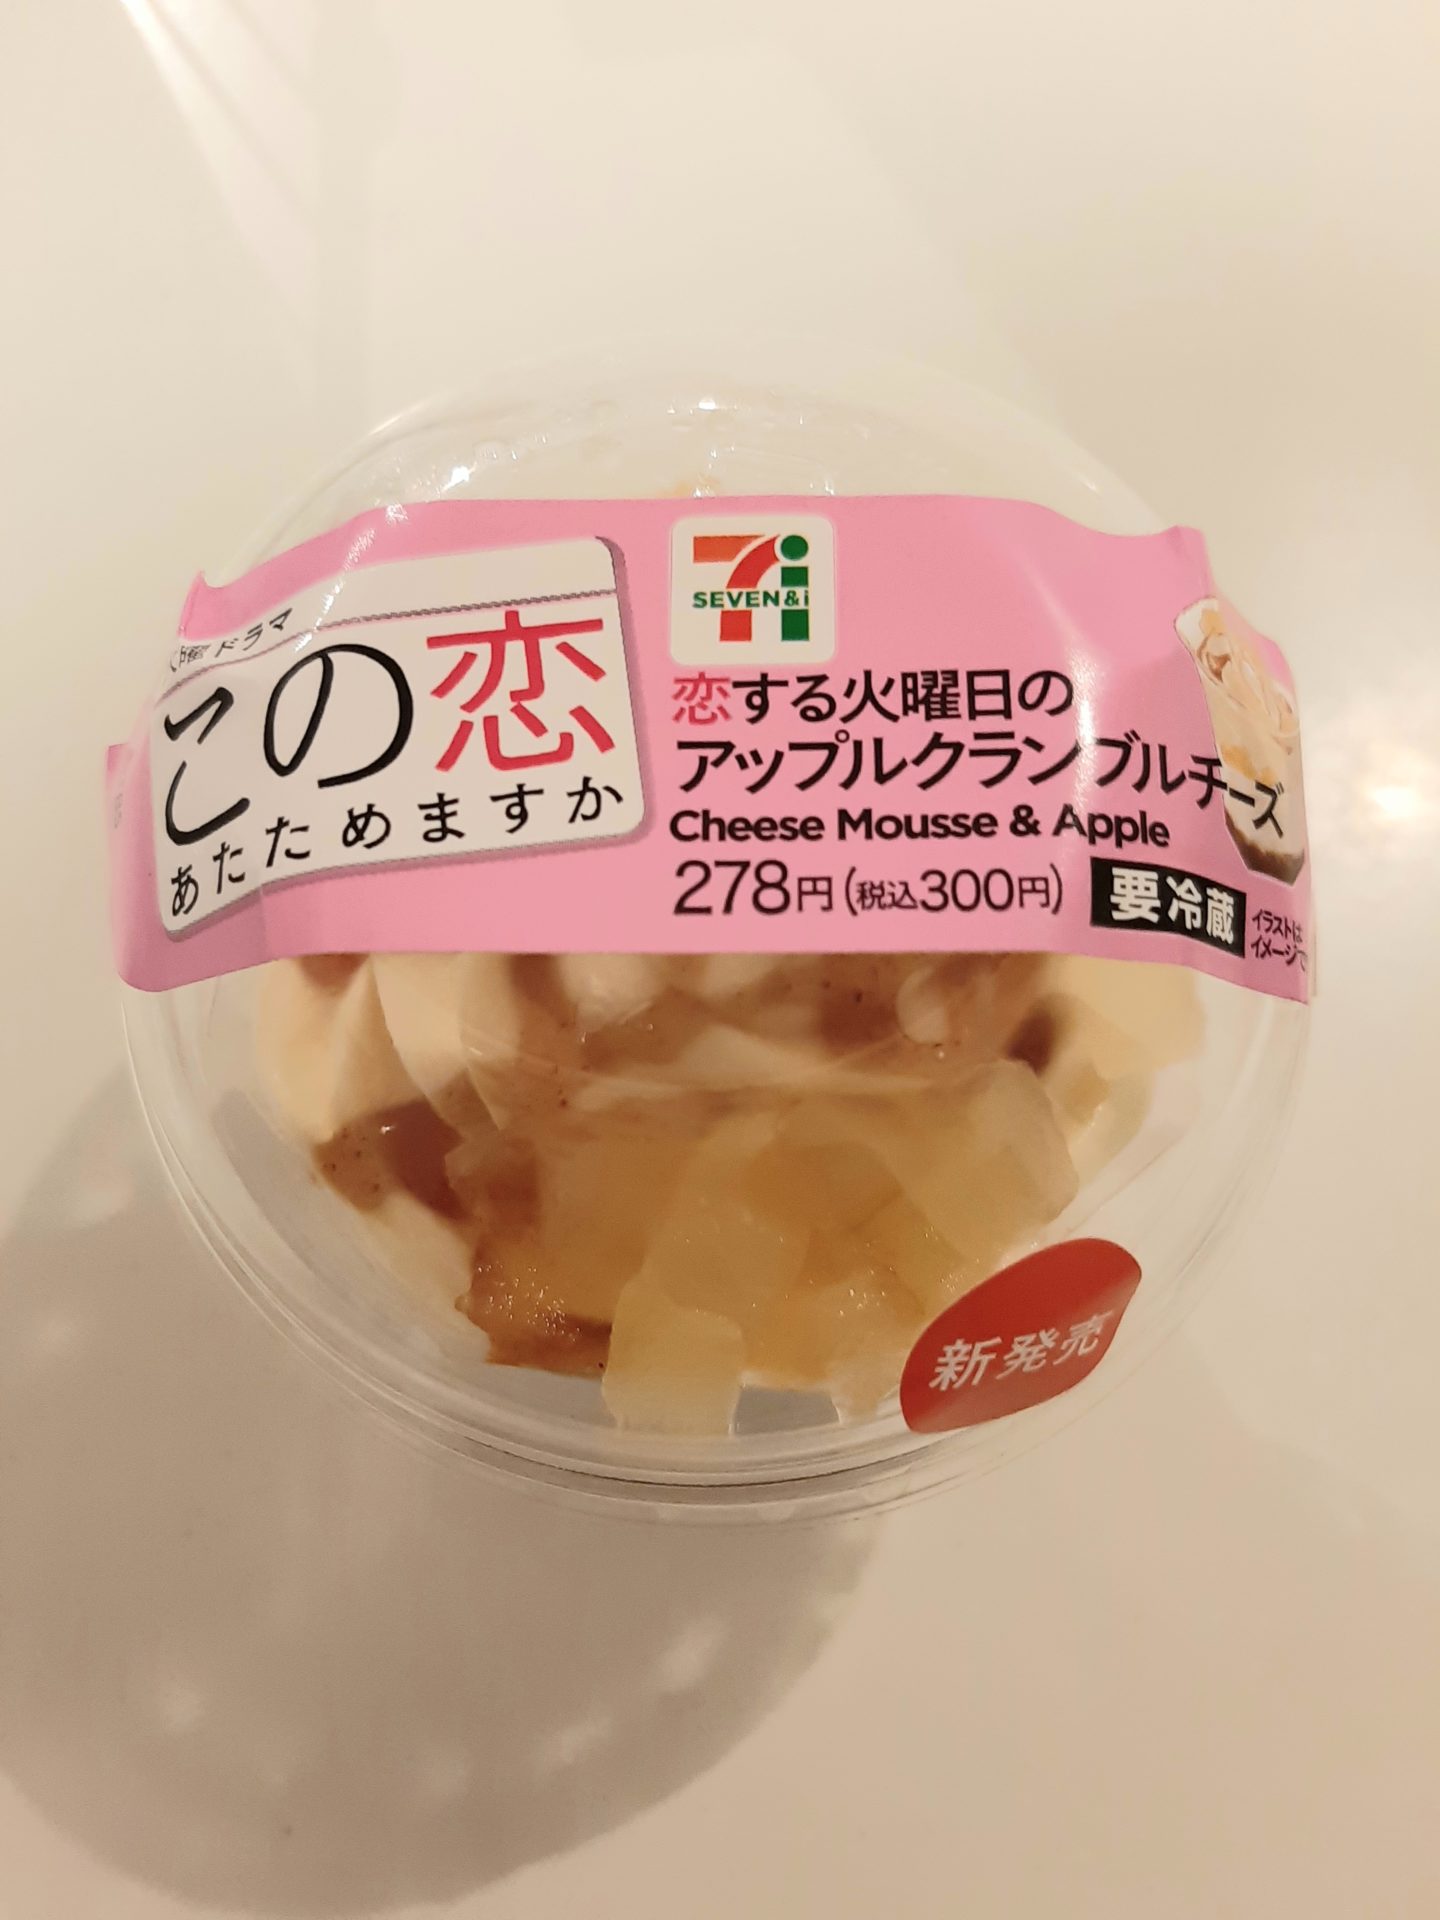 火曜ドラマ
この恋
あたためますか
SEVEN&i
恋する火曜日の
アップルクランブルチーズ
Cheese Mousse & Apple
278円(税込300円)
要冷蔵
イラストは
イメージで
新発売